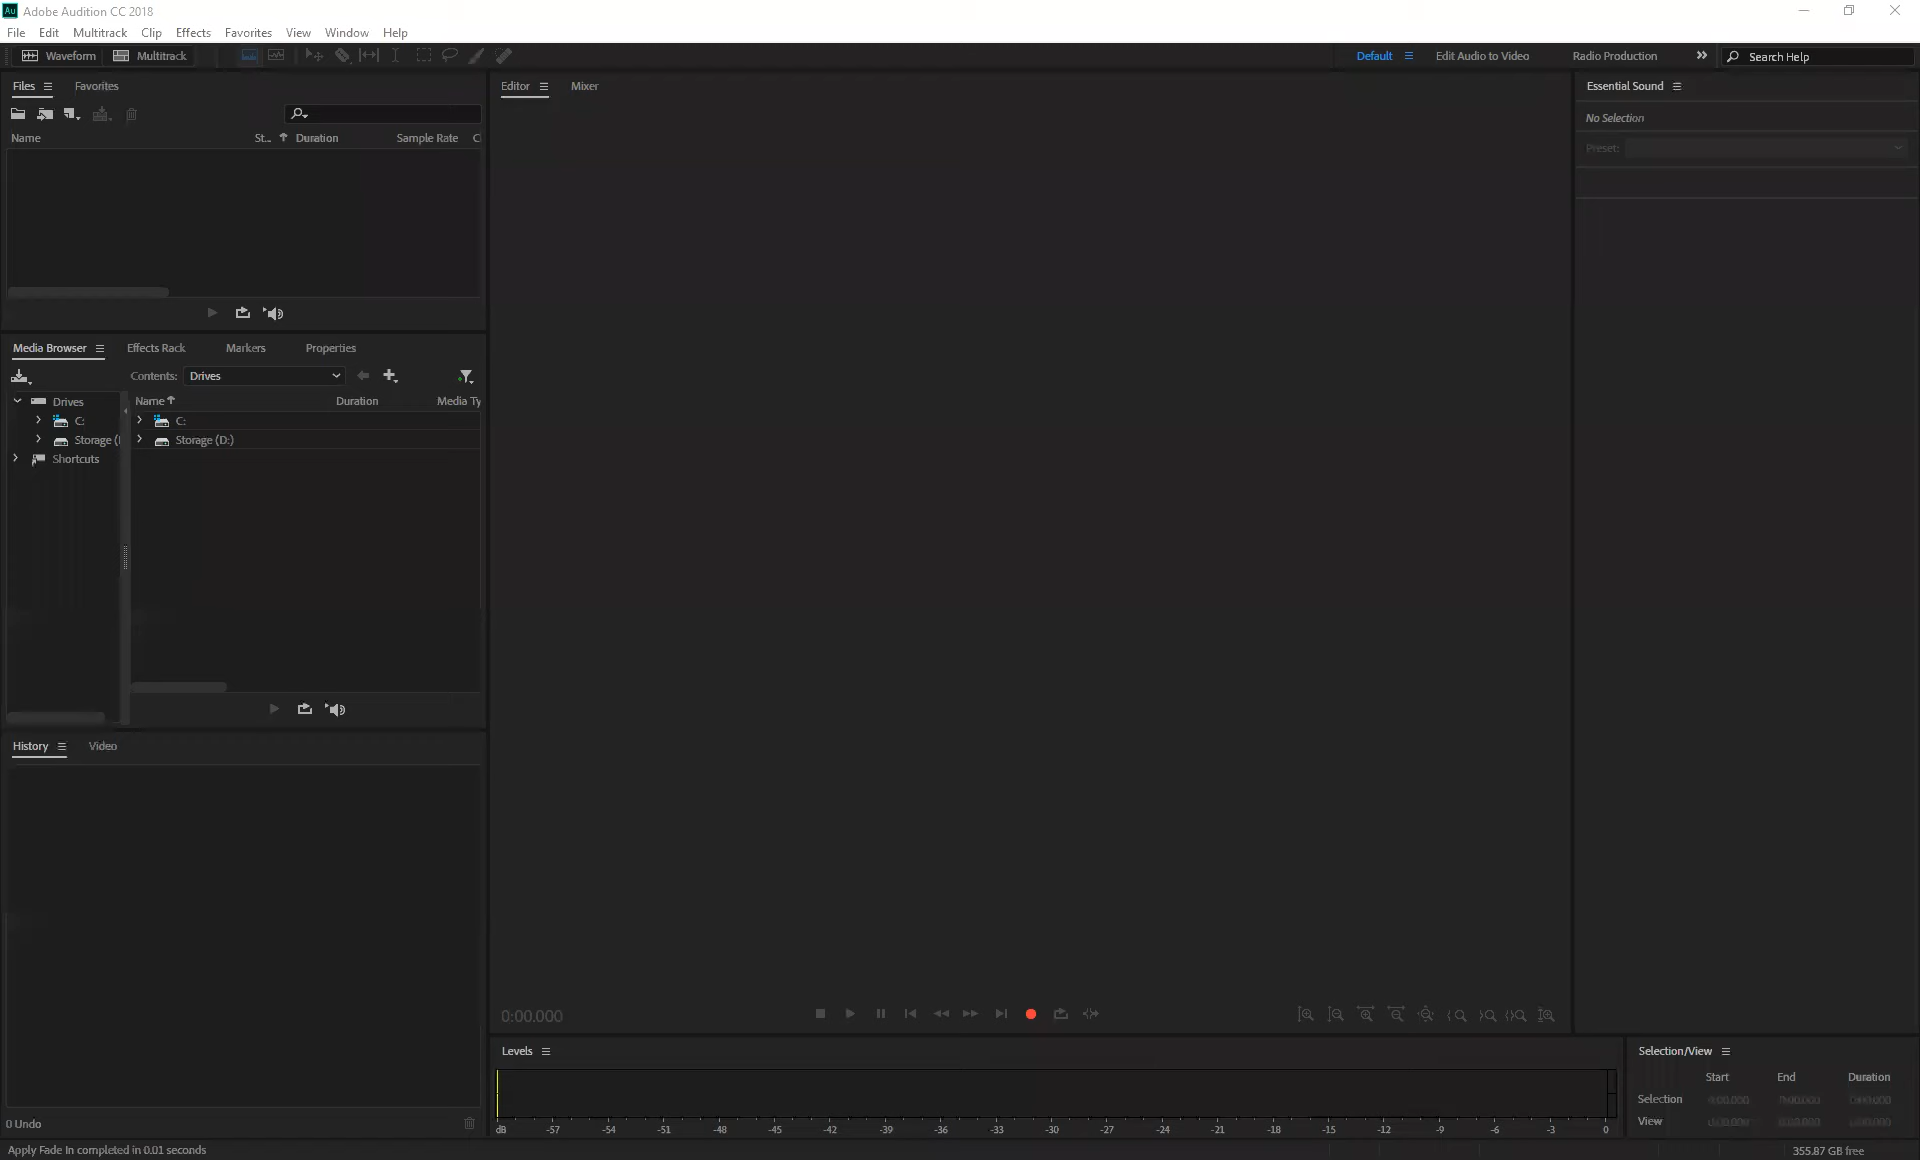 Au Adobe Audition CC 2018
File Edit Multitrack Clip Effects Favorites View Window Help
Waveform Multitrack Default Edit Audio to Video Radio Production Search Help
Files Favorites
Editor Mixer
Essential Sound
No Selection
Name St... Duration Sample Rate C
Preset:
Media Browser Effects Rack Markers Properties
Contents: Drives
Drives
C:
Storage (
Shortcuts
Name Duration Media Ty
C:
Storage (D:)
History Video
0:00.000
Levels
dB -57 -54 -51 -48 -45 -42 -39 -36 -33 -30 -27 -24 -21 -18 -15 -12 -9 -6 -3 0
Selection/View
Start End Duration
Selection
View
0 Undo
Apply Fade In completed in 0.01 seconds
355.87 GB free